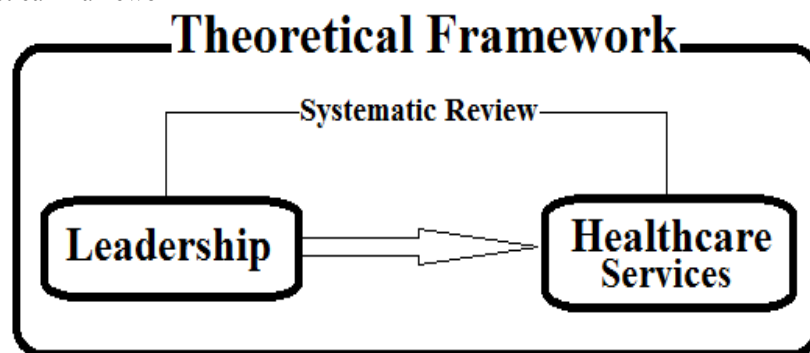 Theoretical Framework
Systematic Review
Leadership
Healthcare
Services